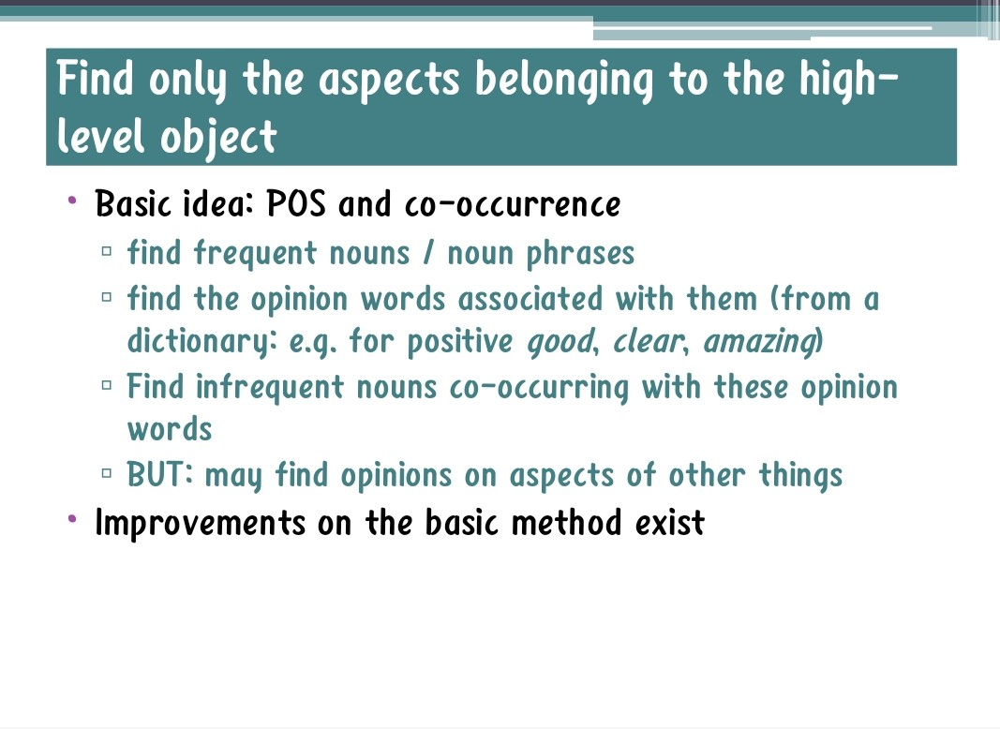 Find only the aspects belonging to the high-
level object
• Basic idea: POS and co-occurrence
▫ find frequent nouns / noun phrases
▫ find the opinion words associated with them (from a
dictionary: e.g. for positive good, clear, amazing)
▫ Find infrequent nouns co-occurring with these opinion
words
▫ BUT: may find opinions on aspects of other things
• Improvements on the basic method exist